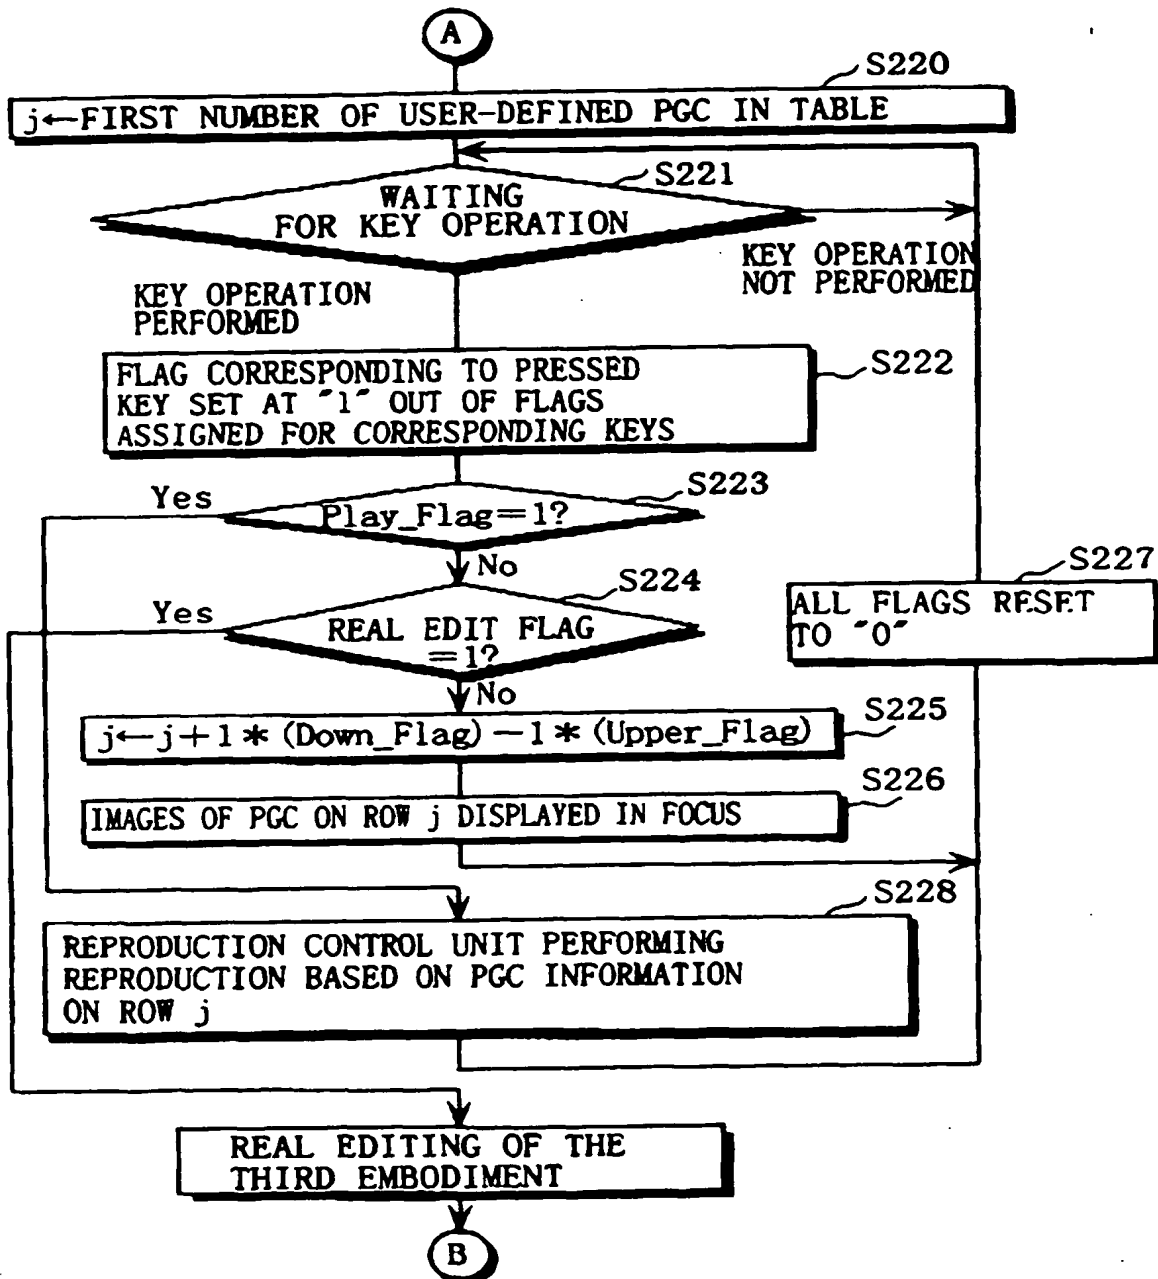 A
S220
j←FIRST NUMBER OF USER-DEFINED PGC IN TABLE
S221
WAITING
FOR KEY OPERATION
KEY OPERATION
NOT PERFORMED
KEY OPERATION
PERFORMED
S222
FLAG CORRESPONDING TO PRESSED
KEY SET AT "1" OUT OF FLAGS
ASSIGNED FOR CORRESPONDING KEYS
S223
Yes
Play_Flag=1?
No
S224
Yes
REAL EDIT FLAG
=1?
No
S227
ALL FLAGS RESET
TO "0"
S225
j←j+1*(Down_Flag)-1*(Upper_Flag)
S226
IMAGES OF PGC ON ROW j DISPLAYED IN FOCUS
S228
REPRODUCTION CONTROL UNIT PERFORMING
REPRODUCTION BASED ON PGC INFORMATION
ON ROW j
REAL EDITING OF THE
THIRD EMBODIMENT
B